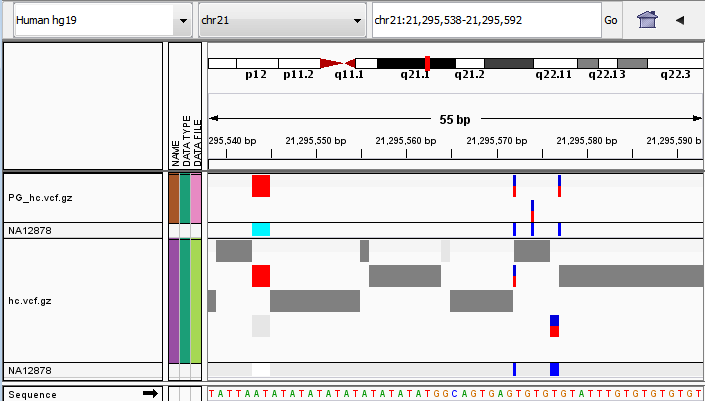 Human hg19
chr21
chr21:21,295,538-21,295,592
Go
p12 p11.2 q11.1 q21.1 q21.2 q22.11 q22.13 q22.3
55 bp
295,540 bp 21,295,550 bp 21,295,560 bp 21,295,570 bp 21,295,580 bp 21,295,590 b
NAME
DATA TYPE
DATA FILE
PG_hc.vcf.gz
NA12878
hc.vcf.gz
NA12878
Sequence
TATTAATATATATATATATATATATGGCAGTGAGTGTGTGTATTTGTGTGTGTGT